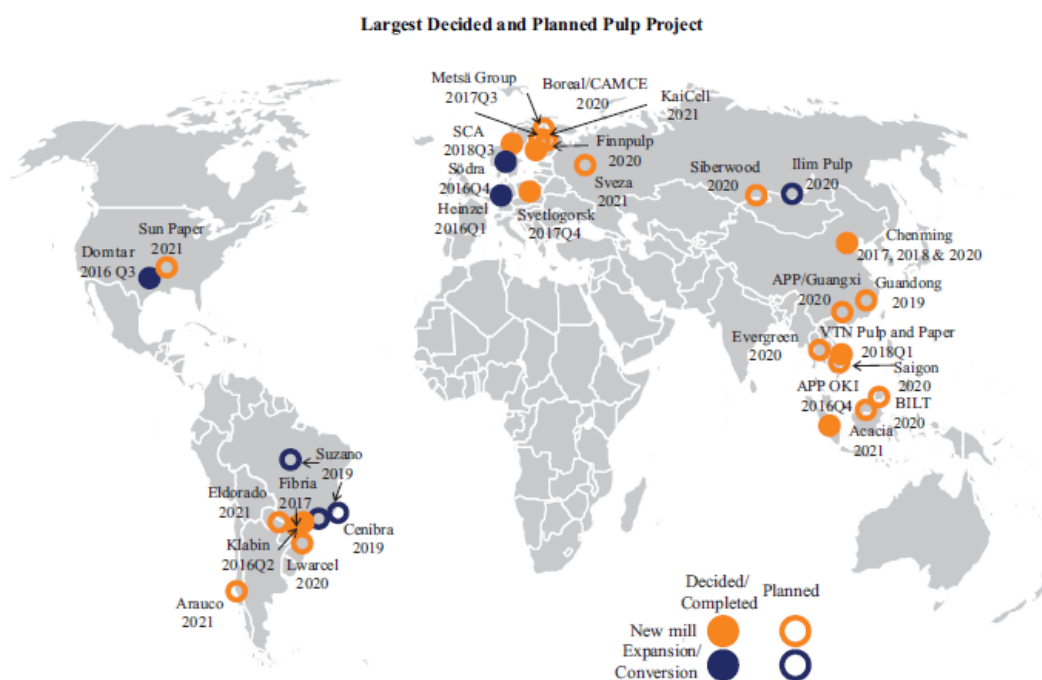 Largest Decided and Planned Pulp Project
Metsä Group
2017Q3
Boreal/CAMCE
2020
KaiCell
2021
SCA
2018Q3
Finnpulp
2020
Södra
2016Q4
Sveza
2021
Heinzel
2016Q1
Svetlogorsk
2017Q4
Siberwood
2020
Ilim Pulp
2020
Sun Paper
2021
Domtar
2016 Q3
Chenming
2017, 2018 & 2020
APP/Guangxi
2020
Guandong
2019
Evergreen
2020
VTN Pulp and Paper
2018Q1
Saigon
2020
APP OKI
2016Q4
BILT
2020
Acacia
2021
Suzano
2019
Fibria
2017
Eldorado
2021
Cenibra
2019
Klabin
2016Q2
Lwarcel
2020
Arauco
2021
Decided/
Completed
Planned
New mill
Expansion/
Conversion